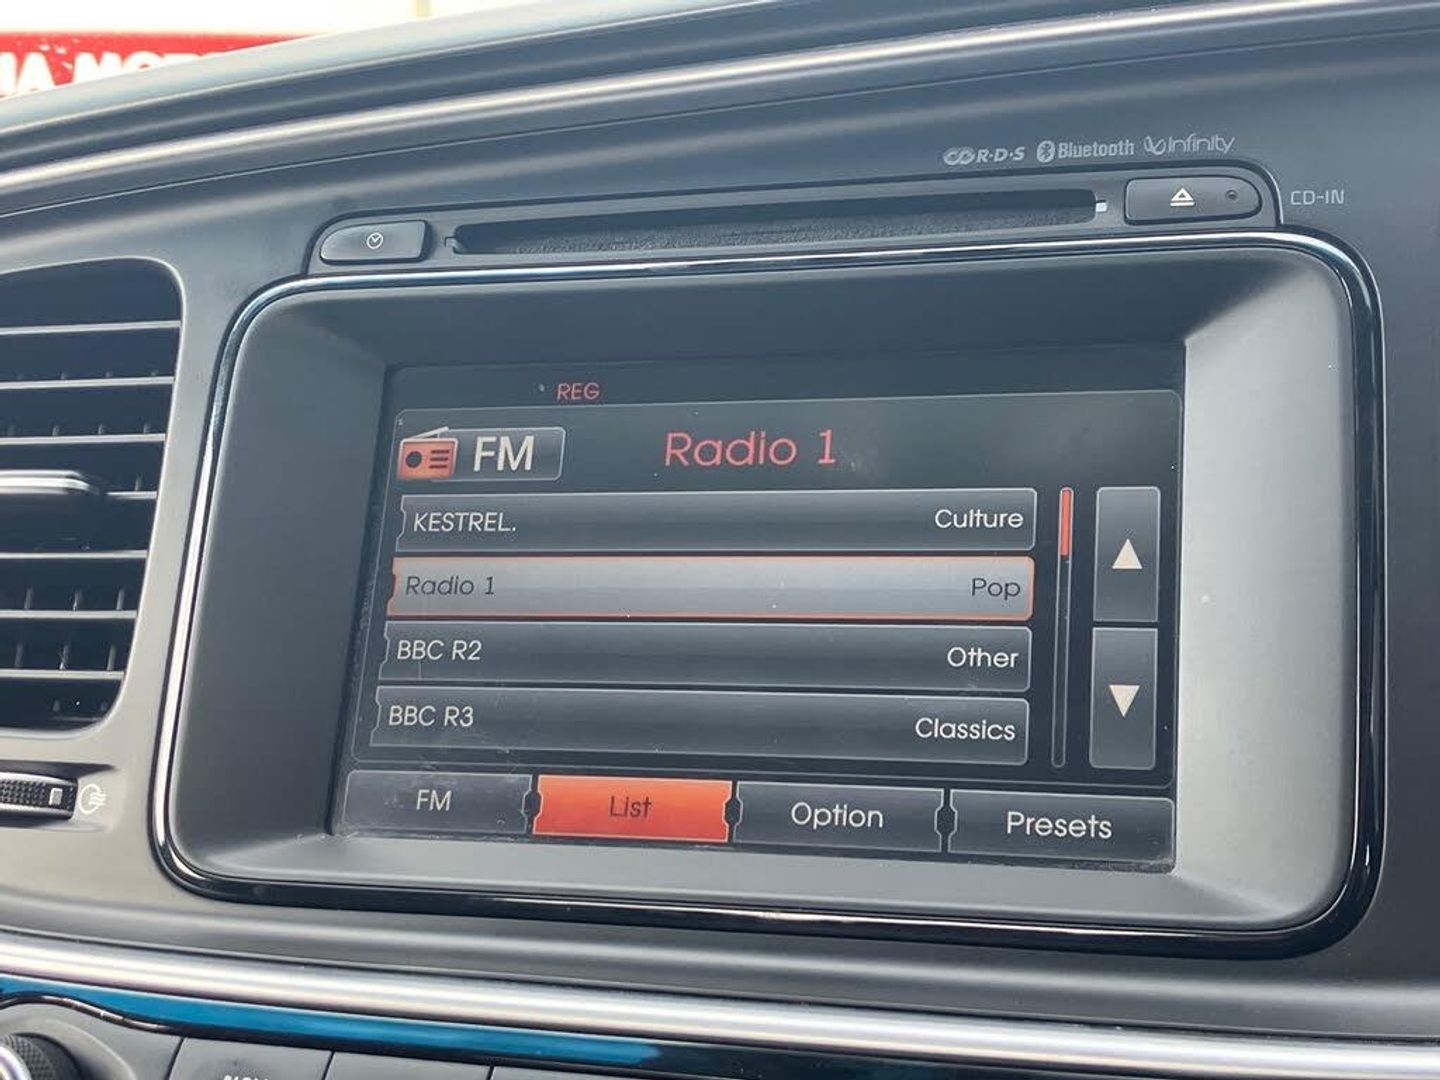 R·D·S Bluetooth Infinity
CD-IN
REG
FM Radio 1
KESTREL. Culture
Radio 1 Pop
BBC R2 Other
BBC R3 Classics
FM List Option Presets